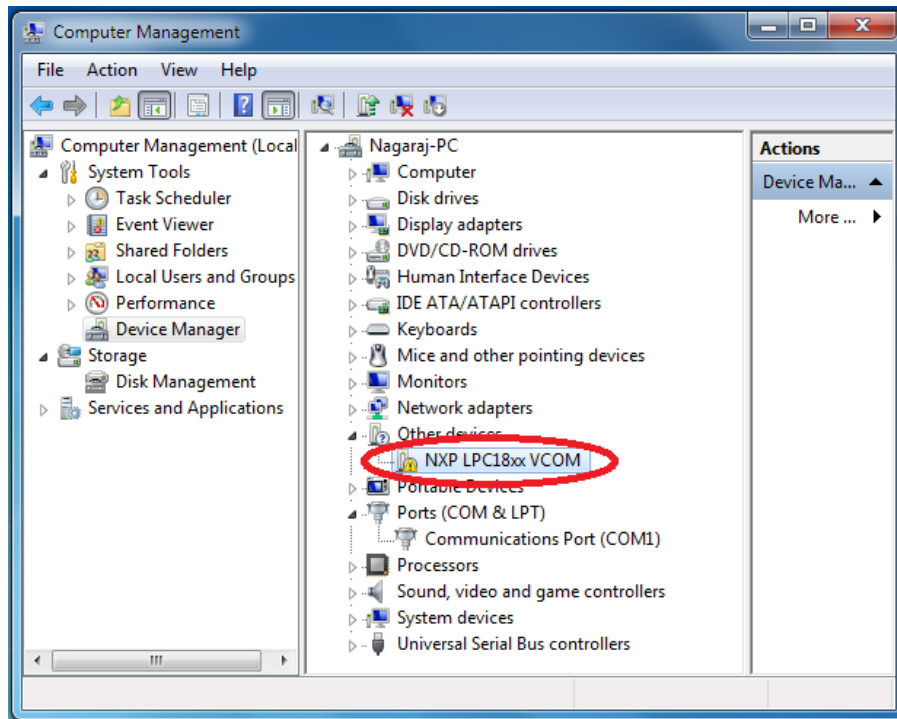 Computer Management
File Action View Help
Computer Management (Local
System Tools
Task Scheduler
Event Viewer
Shared Folders
Local Users and Groups
Performance
Device Manager
Storage
Disk Management
Services and Applications
Nagaraj-PC
Computer
Disk drives
Display adapters
DVD/CD-ROM drives
Human Interface Devices
IDE ATA/ATAPI controllers
Keyboards
Mice and other pointing devices
Monitors
Network adapters
Other devices
NXP LPC18xx VCOM
Portable Devices
Ports (COM & LPT)
Communications Port (COM1)
Processors
Sound, video and game controllers
System devices
Universal Serial Bus controllers
Actions
Device Ma...
More ...